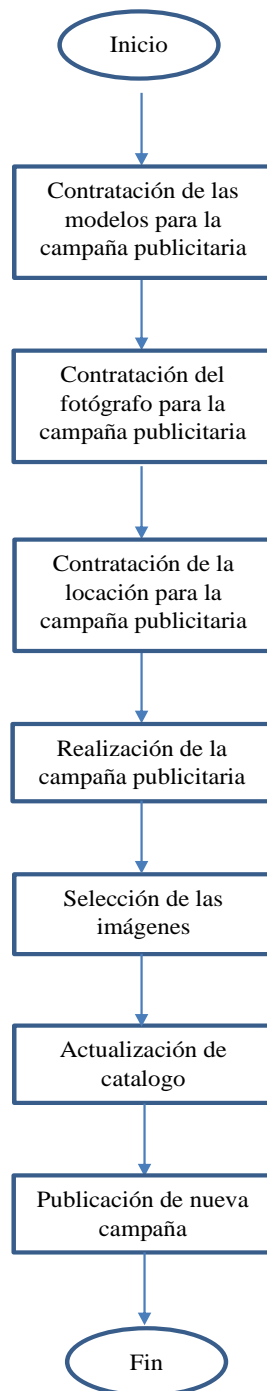 Inicio
Contratación de las
modelos para la
campaña publicitaria
Contratación del
fotógrafo para la
campaña publicitaria
Contratación de la
locación para la
campaña publicitaria
Realización de la
campaña publicitaria
Selección de las
imágenes
Actualización de
catalogo
Publicación de nueva
campaña
Fin